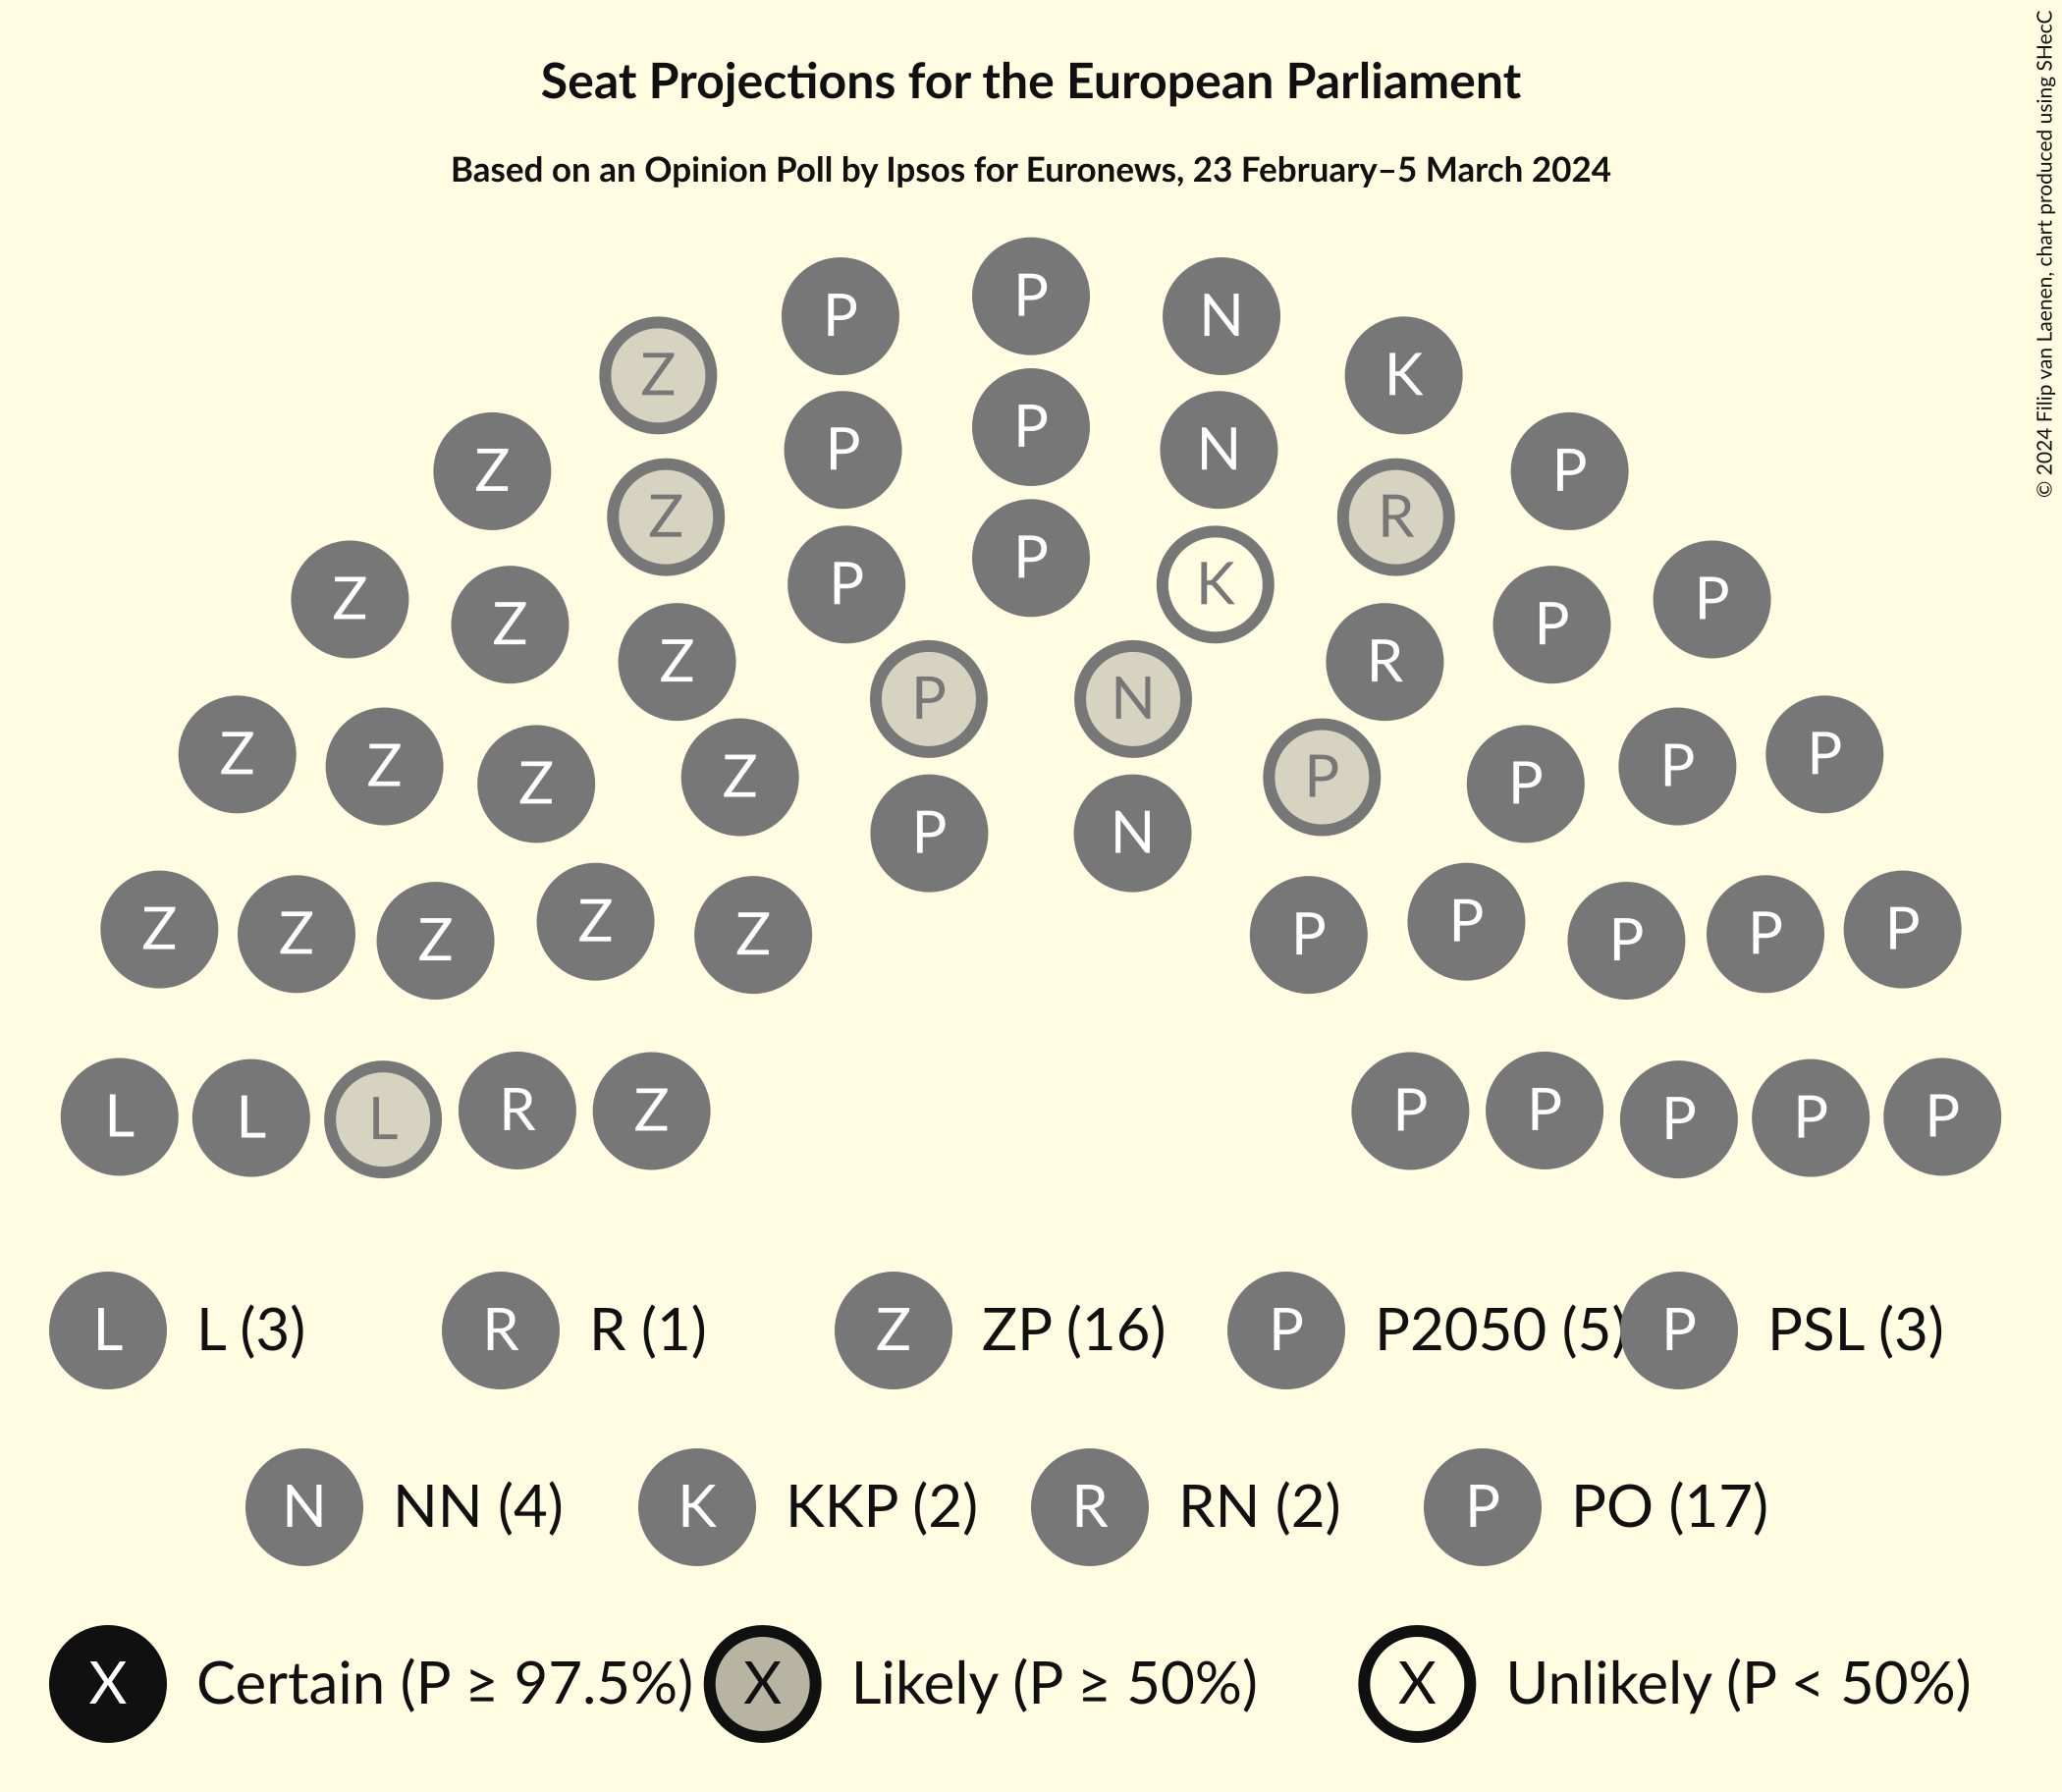 Seat Projections for the European Parliament
Based on an Opinion Poll by Ipsos for Euronews, 23 February–5 March 2024
© 2024 Filip van Laenen, chart produced using SHecC
P
P
P
N
Z
K
Z
P
P
P
N
Z
R
Z
P
P
P
K
Z
P
Z
R
P
N
Z
Z
Z
Z
P
P
P
P
P
N
Z
Z
Z
Z
Z
P
P
P
P
P
L
L
L
R
Z
P
P
P
P
P
L L (3) R R (1) Z ZP (16) P P2050 (5) P PSL (3)
N NN (4) K KKP (2) R RN (2) P PO (17)
X Certain (P ≥ 97.5%) X Likely (P ≥ 50%) X Unlikely (P < 50%)